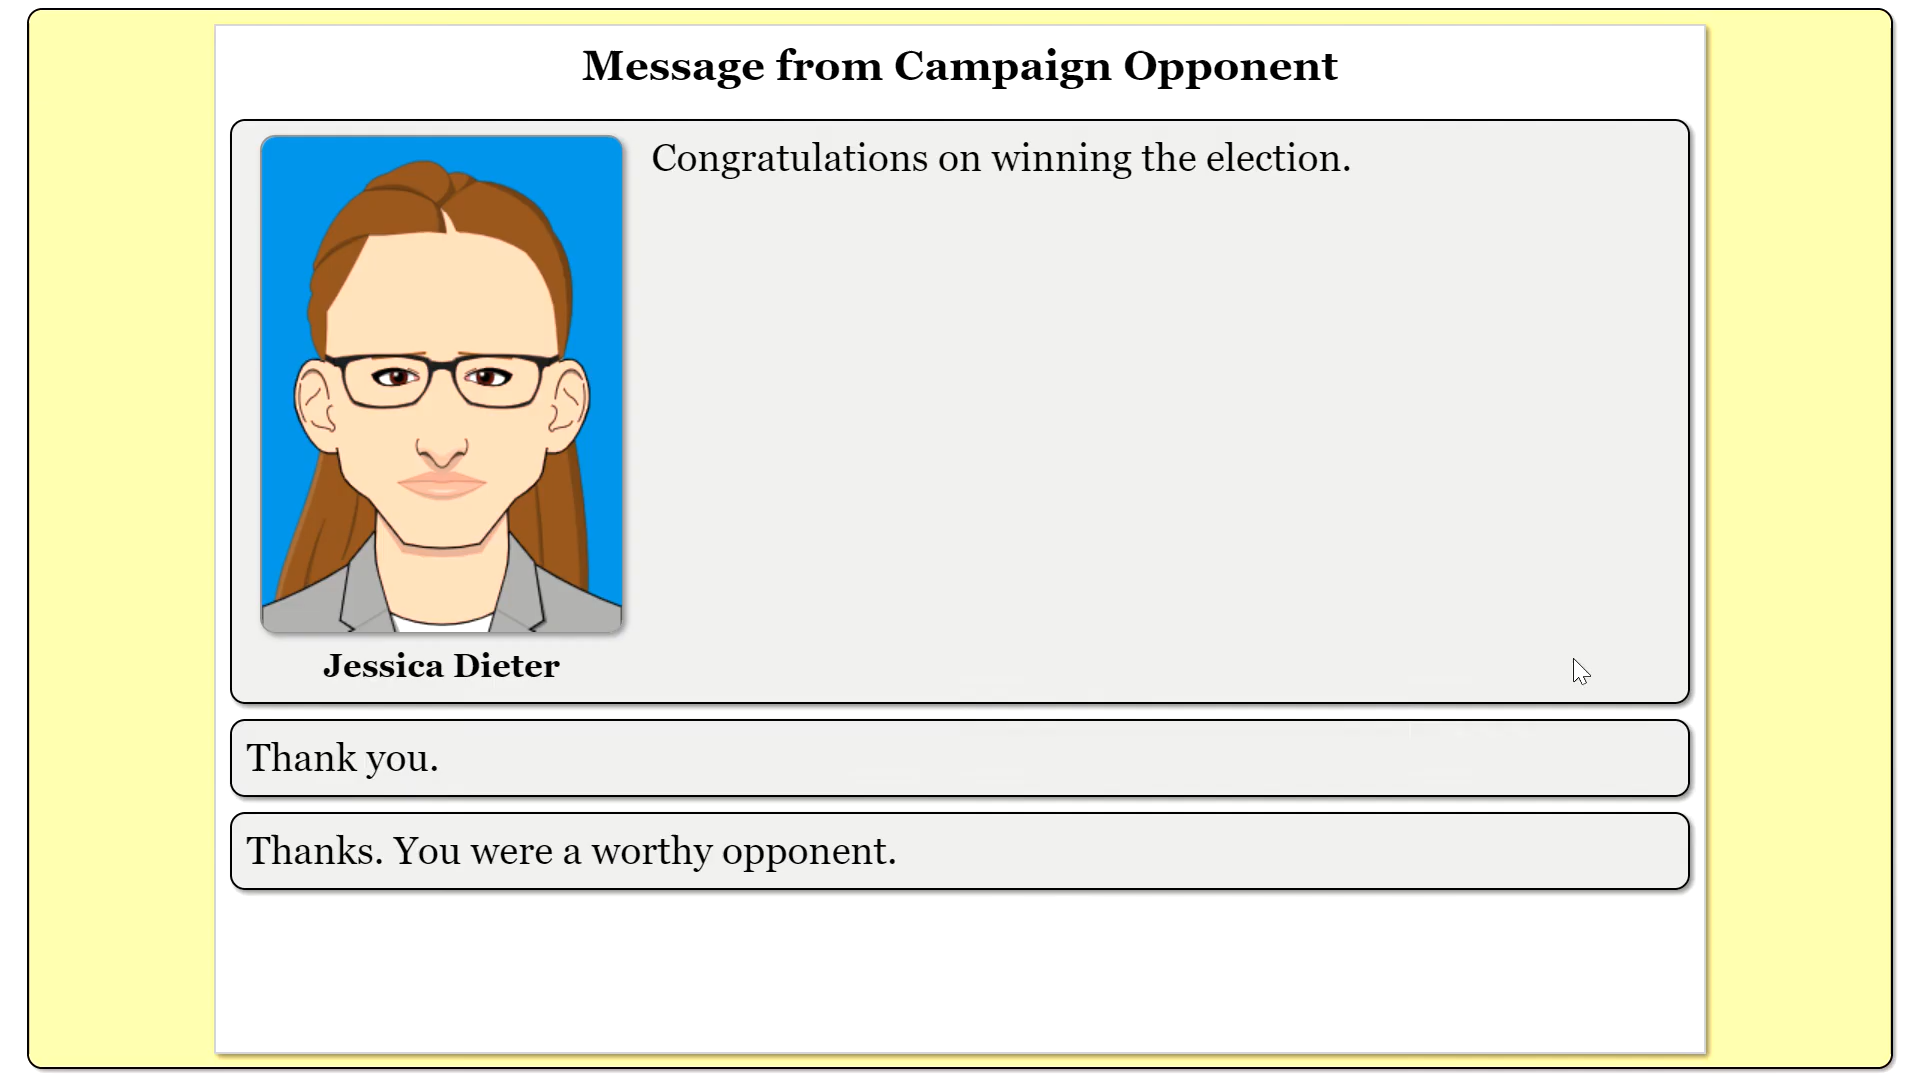 Message from Campaign Opponent
Congratulations on winning the election.
Jessica Dieter
Thank you.
Thanks. You were a worthy opponent.